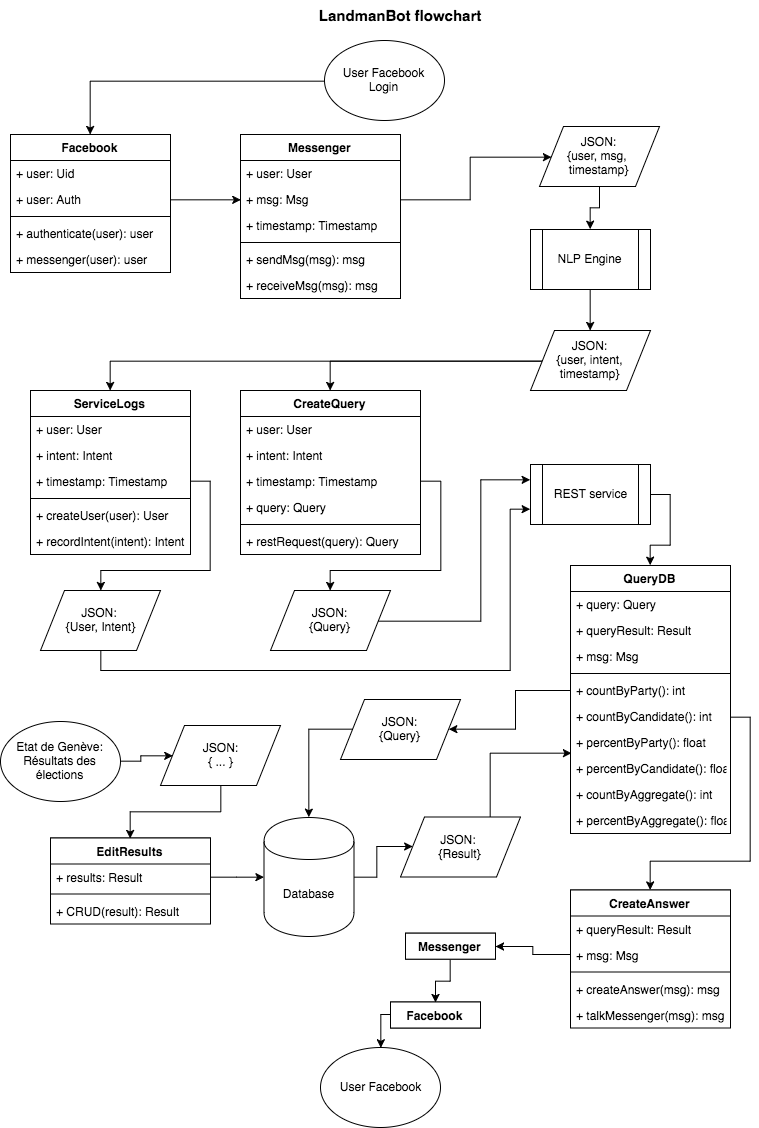 LandmanBot flowchart
User Facebook
Login
Facebook
+ user: Uid
+ user: Auth
+ authenticate(user): user
+ messenger(user): user
Messenger
+ user: User
+ msg: Msg
+ timestamp: Timestamp
+ sendMsg(msg): msg
+ receiveMsg(msg): msg
JSON:
{user, msg,
timestamp}
NLP Engine
JSON:
{user, intent,
timestamp}
ServiceLogs
+ user: User
+ intent: Intent
+ timestamp: Timestamp
+ createUser(user): User
+ recordIntent(intent): Intent
CreateQuery
+ user: User
+ intent: Intent
+ timestamp: Timestamp
+ query: Query
+ restRequest(query): Query
REST service
JSON:
{User, Intent}
JSON:
{Query}
QueryDB
+ query: Query
+ queryResult: Result
+ msg: Msg
+ countByParty(): int
+ countByCandidate(): int
+ percentByParty(): float
+ percentByCandidate(): floa
+ countByAggregate(): int
+ percentByAggregate(): floa
JSON:
{Query}
Etat de Genève:
Résultats des
élections
JSON:
{ ... }
EditResults
+ results: Result
+ CRUD(result): Result
Database
JSON:
{Result}
CreateAnswer
+ queryResult: Result
+ msg: Msg
+ createAnswer(msg): msg
+ talkMessenger(msg): msg
Messenger
Facebook
User Facebook